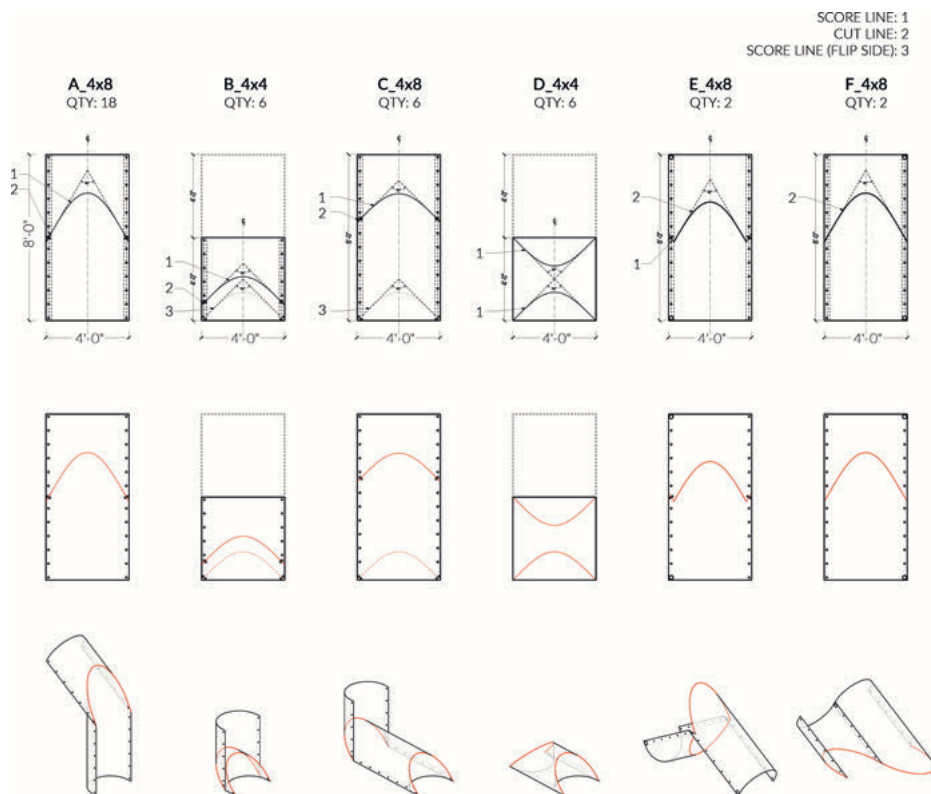 SCORE LINE: 1
CUT LINE: 2
SCORE LINE (FLIP SIDE): 3
A_4x8
QTY: 18
B_4x4
QTY: 6
C_4x8
QTY: 6
D_4x4
QTY: 6
E_4x8
QTY: 2
F_4x8
QTY: 2
1
2
8'-0"
4'-0"
1
2
3
4'-0"
1
2
3
4'-0"
1
1
4'-0"
2
1
4'-0"
2
4'-0"